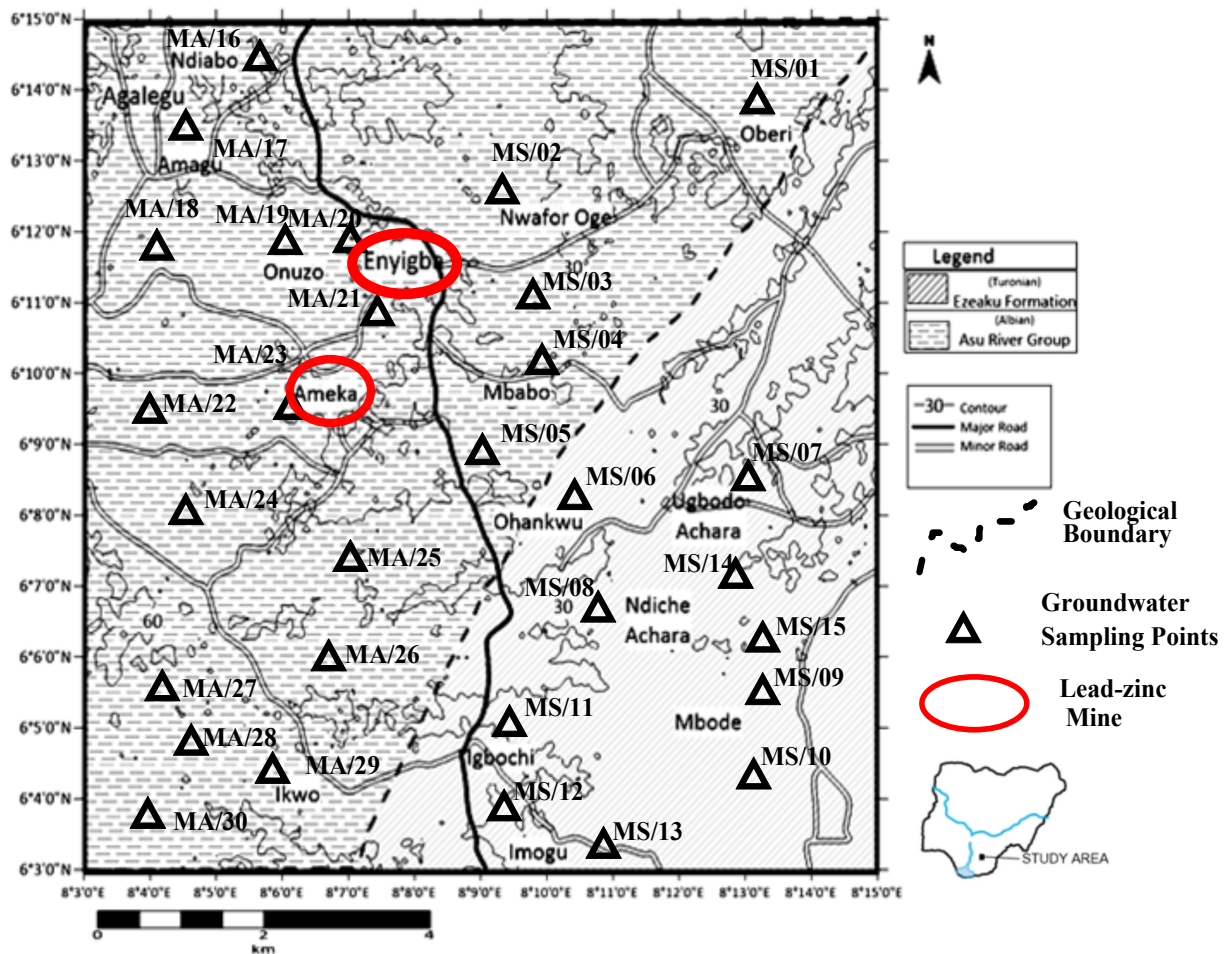 6°15'0"N
MA/16
Ndiabo
N
MS/01
6°14'0"N
Agalegu
Oberi
MA/17
6°13'0"N
Amagu
MS/02
Nwafor Oge
MA/18
MA/19
MA/20
6°12'0"N
Enyigba
Onuzo
30
6°11'0"N
MA/21
MS/03
MA/23
MS/04
6°10'0"N
Ameka
Mbabo
MA/22
30
6°9'0"N
MS/05
MS/06
MS/07
MA/24
Ugbodo
Achara
6°8'0"N
Ohankwu
MA/25
MS/14
6°7'0"N
MS/08
30
Ndiche
Achara
60
MS/15
6°6'0"N
MA/26
MS/09
MA/27
MS/11
Mbode
6°5'0"N
MA/28
Igbochi
MS/10
MA/29
Ikwo
6°4'0"N
MS/12
MA/30
MS/13
Imogu
6°3'0"N
8°3'0"E
8°4'0"E
8°5'0"E
8°6'0"E
8°7'0"E
8°8'0"E
8°9'0"E
8°10'0"E
8°11'0"E
8°12'0"E
8°13'0"E
8°14'0"E
8°15'0"E
0
2
4
km
Legend
(Turonian)
Ezeaku Formation
(Albian)
Asu River Group
-30- Contour
Major Road
Minor Road
Geological
Boundary
Groundwater
Sampling Points
Lead-zinc
Mine
STUDY AREA